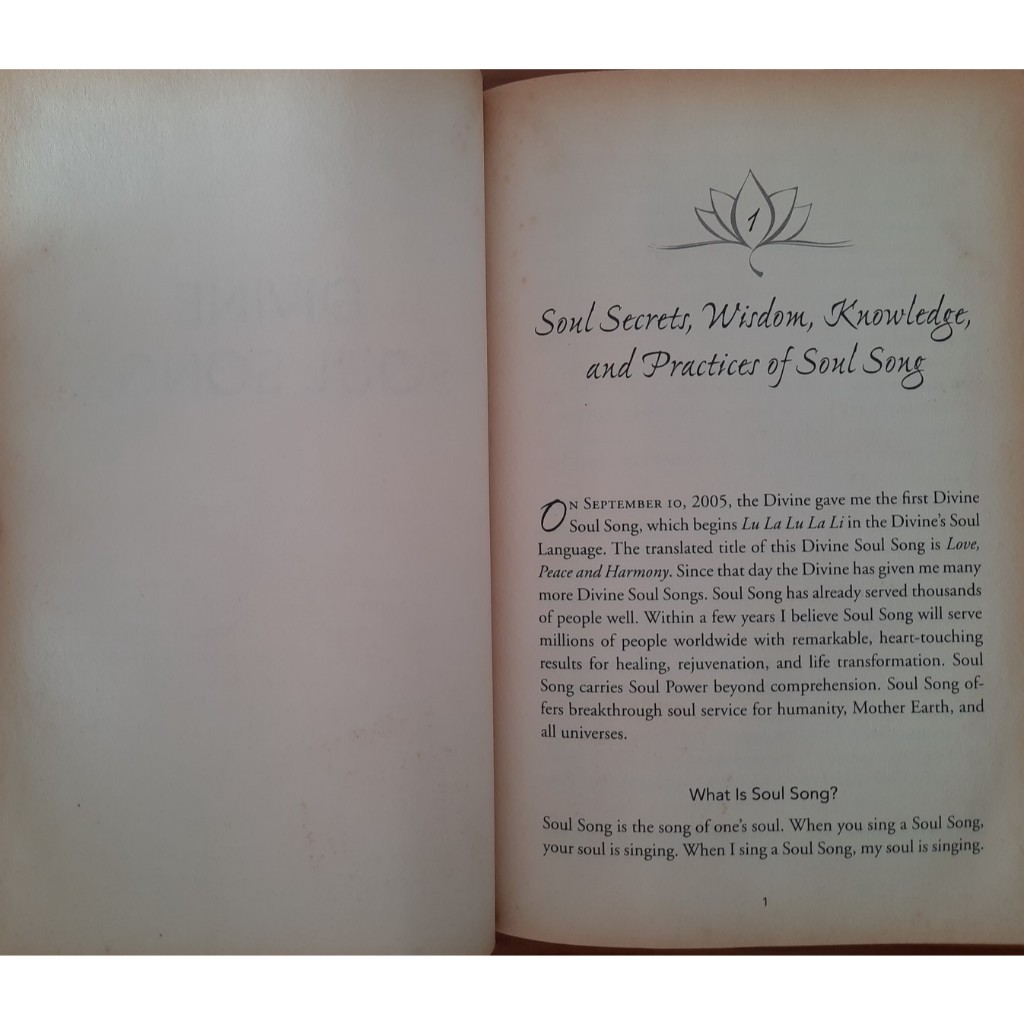 1
Soul Secrets, Wisdom, Knowledge,
and Practices of Soul Song
On September 10, 2005, the Divine gave me the first Divine
Soul Song, which begins Lu La Lu La Li in the Divine's Soul
Language. The translated title of this Divine Soul Song is Love,
Peace and Harmony. Since that day the Divine has given me many
more Divine Soul Songs. Soul Song has already served thousands
of people well. Within a few years I believe Soul Song will serve
millions of people worldwide with remarkable, heart-touching
results for healing, rejuvenation, and life transformation. Soul
Song carries Soul Power beyond comprehension. Soul Song of-
fers breakthrough soul service for humanity, Mother Earth, and
all universes.
What Is Soul Song?
Soul Song is the song of one's soul. When you sing a Soul Song,
your soul is singing. When I sing a Soul Song, my soul is singing.
1